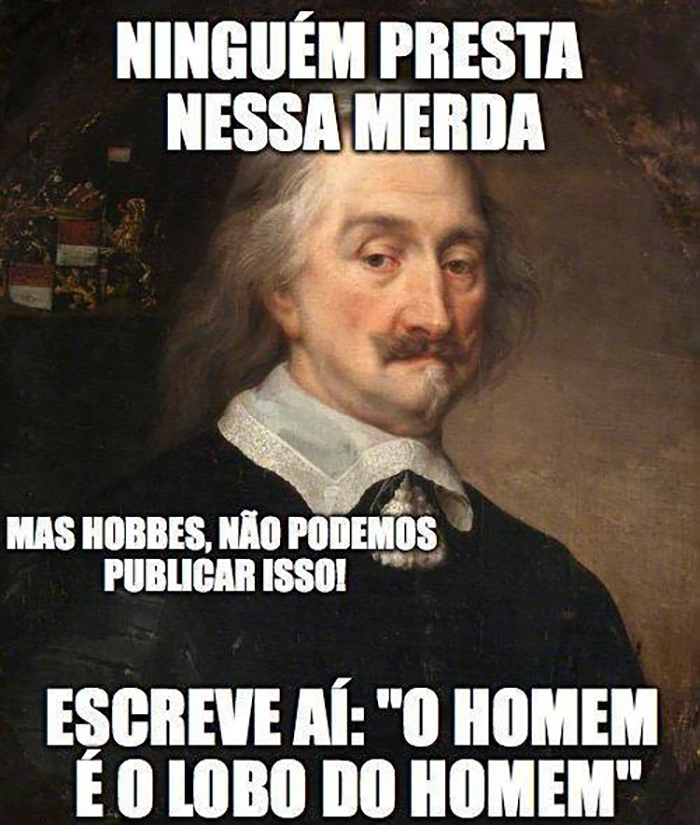 NINGUÉM PRESTA
NESSA MERDA
MAS HOBBES, NÃO PODEMOS
PUBLICAR ISSO!
ESCREVE AÍ: "O HOMEM
É O LOBO DO HOMEM"